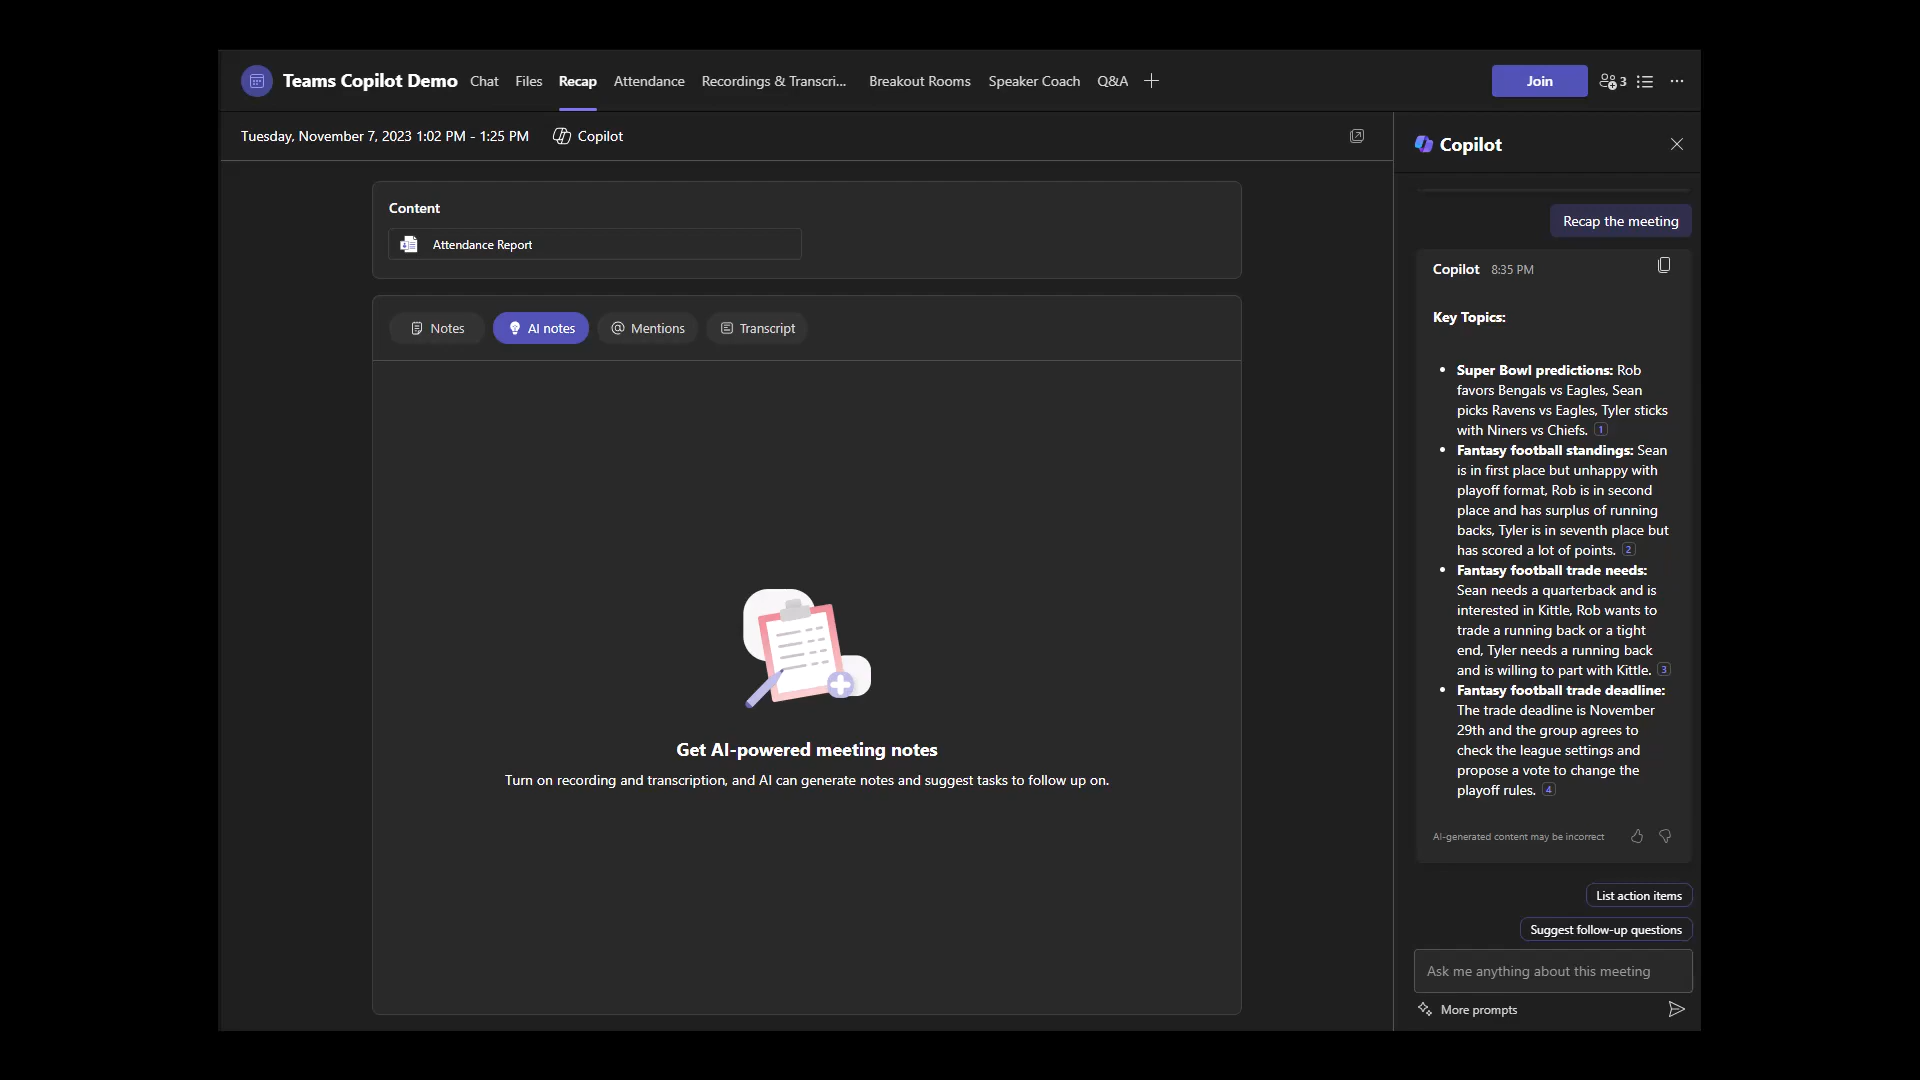 Teams Copilot Demo Chat Files Recap Attendance Recordings & Transcri... Breakout Rooms Speaker Coach Q&A Join 3
Tuesday, November 7, 2023 1:02 PM - 1:25 PM Copilot
Content
Attendance Report
Notes AI notes Mentions Transcript
Get AI-powered meeting notes
Turn on recording and transcription, and AI can generate notes and suggest tasks to follow up on.
Copilot
Recap the meeting
Copilot 8:35 PM
Key Topics:
• Super Bowl predictions: Rob
favors Bengals vs Eagles, Sean
picks Ravens vs Eagles, Tyler sticks
with Niners vs Chiefs. 1
• Fantasy football standings: Sean
is in first place but unhappy with
playoff format, Rob is in second
place and has surplus of running
backs, Tyler is in seventh place but
has scored a lot of points. 2
• Fantasy football trade needs:
Sean needs a quarterback and is
interested in Kittle, Rob wants to
trade a running back or a tight
end, Tyler needs a running back
and is willing to part with Kittle. 3
• Fantasy football trade deadline:
The trade deadline is November
29th and the group agrees to
check the league settings and
propose a vote to change the
playoff rules. 4
AI-generated content may be incorrect
List action items
Suggest follow-up questions
Ask me anything about this meeting
More prompts